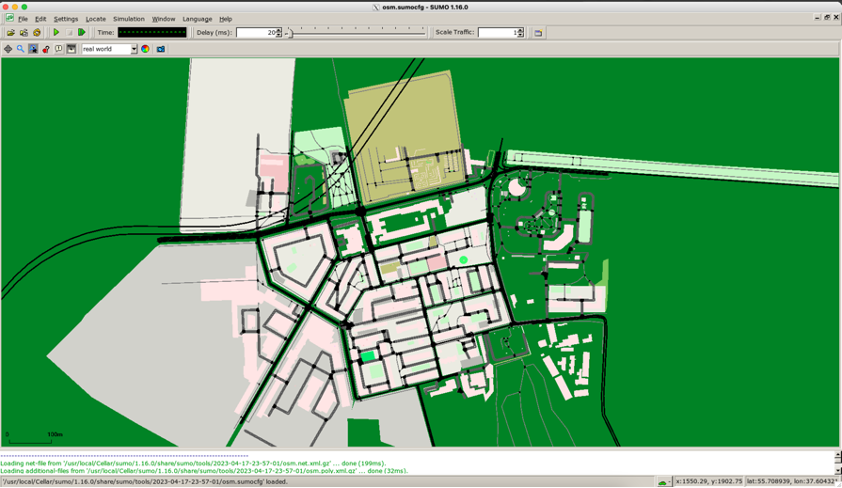 osm.sumocfg - SUMO 1.16.0
File Edit Settings Locate Simulation Window Language Help
Time: Delay (ms): 20 Scale Traffic: 1
real world
0 100m
Loading net-file from '/usr/local/Cellar/sumo/1.16.0/share/sumo/tools/2023-04-17-23-57-01/osm.net.xml.gz' ... done (199ms).
Loading additional-files from '/usr/local/Cellar/sumo/1.16.0/share/sumo/tools/2023-04-17-23-57-01/osm.poly.xml.gz' ... done (32ms).
'/usr/local/Cellar/sumo/1.16.0/share/sumo/tools/2023-04-17-23-57-01/osm.sumocfg' loaded. x:1550.29, y:1902.75 lat:55.708939, lon:37.60432